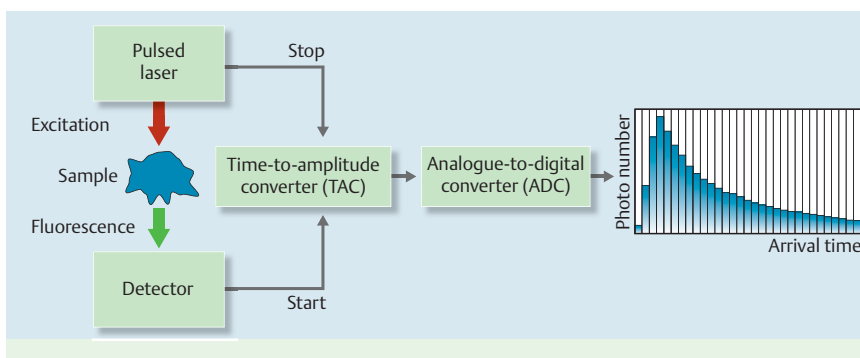 Pulsed
laser
Stop
Excitation
Sample
Time-to-amplitude
converter (TAC)
Analogue-to-digital
converter (ADC)
Photo number
Fluorescence
Arrival time
Detector
Start